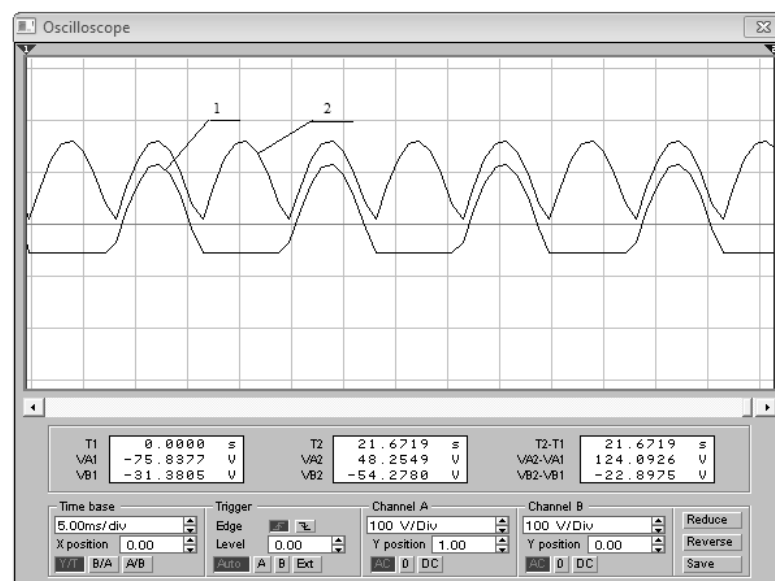 Oscilloscope
1
1 2
T1 0.0000 s T2 21.6719 s T2-T1 21.6719 s
VA1 -75.8377 V VA2 48.2549 V VA2-VA1 124.0926 V
VB1 -31.3805 V VB2 -54.2780 V VB2-VB1 -22.8975 V
Time base Trigger Channel A Channel B
5.00ms/div Edge 100 V/Div 100 V/Div Reduce
X position 0.00 Level 0.00 Y position 1.00 Y position 0.00 Reverse
Y/T B/A A/B Auto A B Ext AC 0 DC AC 0 DC Save